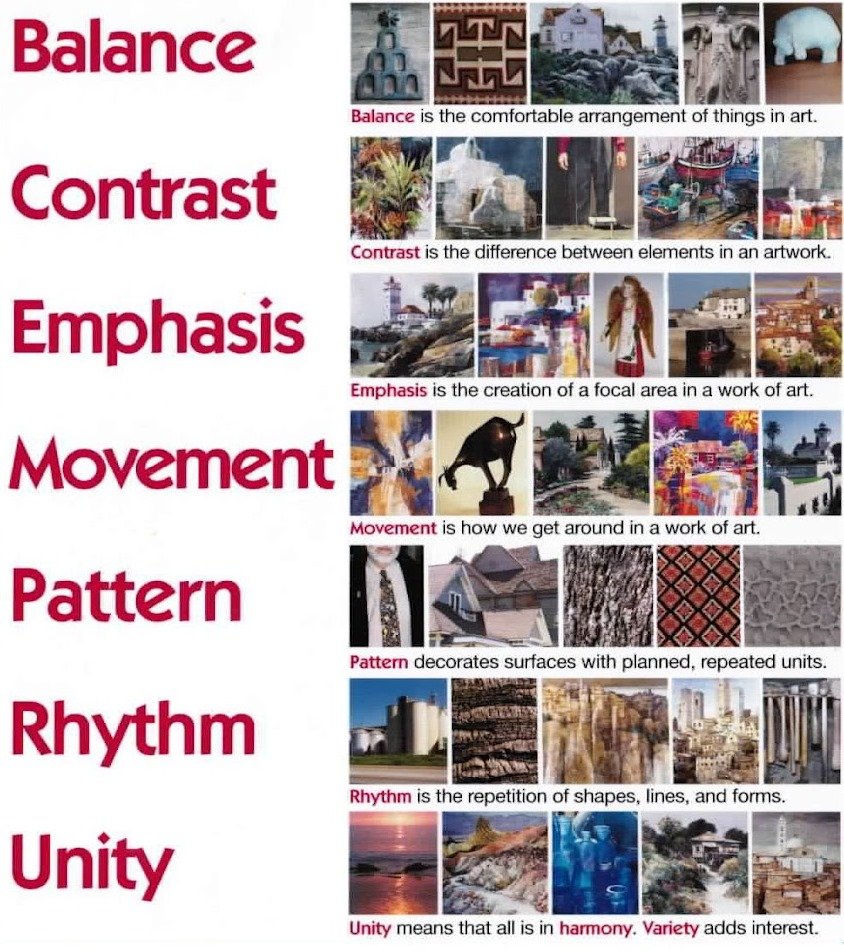 Balance
Balance is the comfortable arrangement of things in art.
Contrast
Contrast is the difference between elements in an artwork.
Emphasis
Emphasis is the creation of a focal area in a work of art.
Movement
Movement is how we get around in a work of art.
Pattern
Pattern decorates surfaces with planned, repeated units.
Rhythm
Rhythm is the repetition of shapes, lines, and forms.
Unity
Unity means that all is in harmony. Variety adds interest.